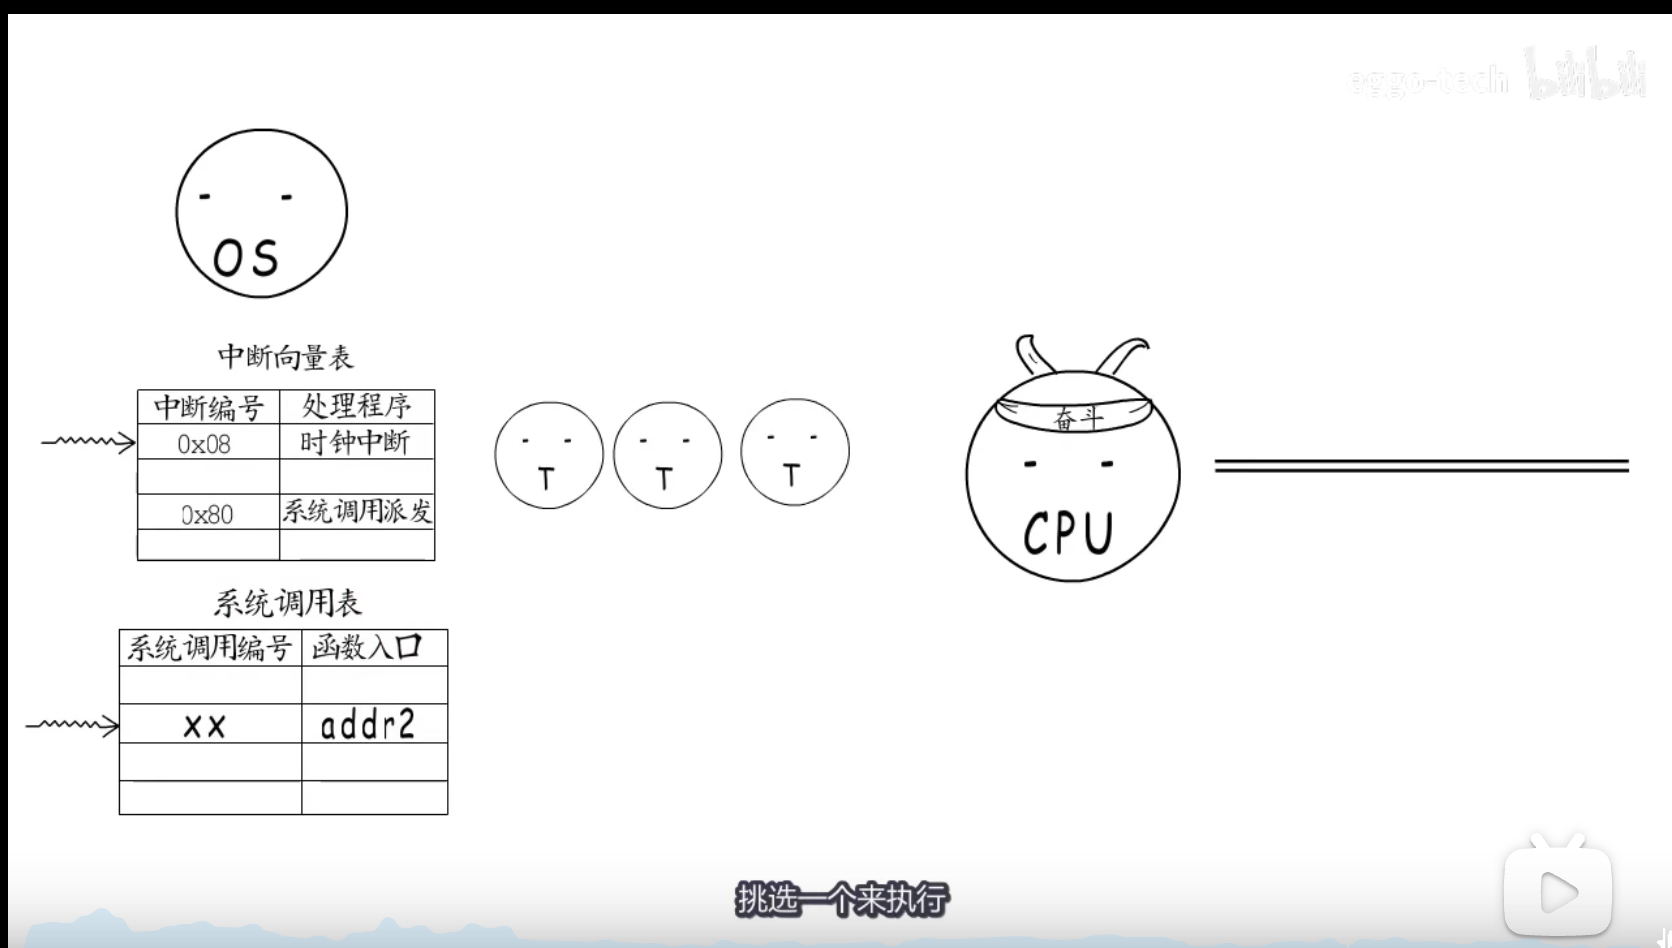 eggo-tech bilibili
OS
中断向量表
中断编号 处理程序
0x08 时钟中断
0x80 系统调用派发
T T T
奋斗
CPU
系统调用表
系统调用编号 函数入口
xx addr2
挑选一个来执行